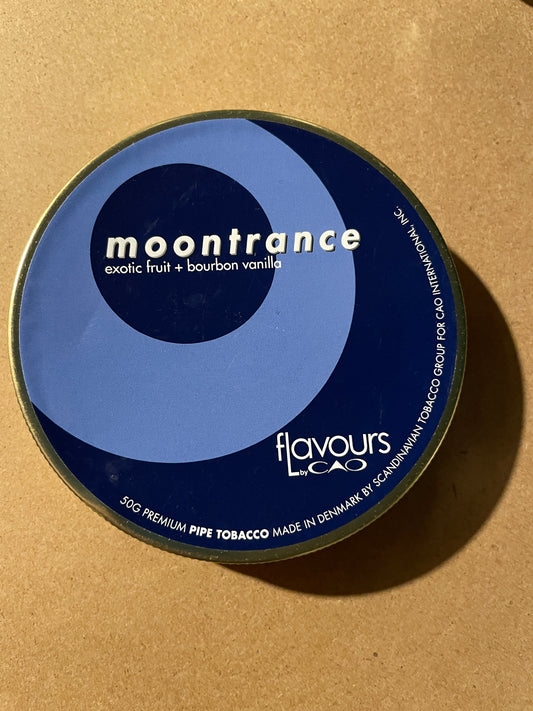 moontrance
exotic fruit + bourbon vanilla
flavours
by CAO
50G PREMIUM PIPE TOBACCO MADE IN DENMARK BY SCANDINAVIAN TOBACCO GROUP FOR CAO INTERNATIONAL, INC.